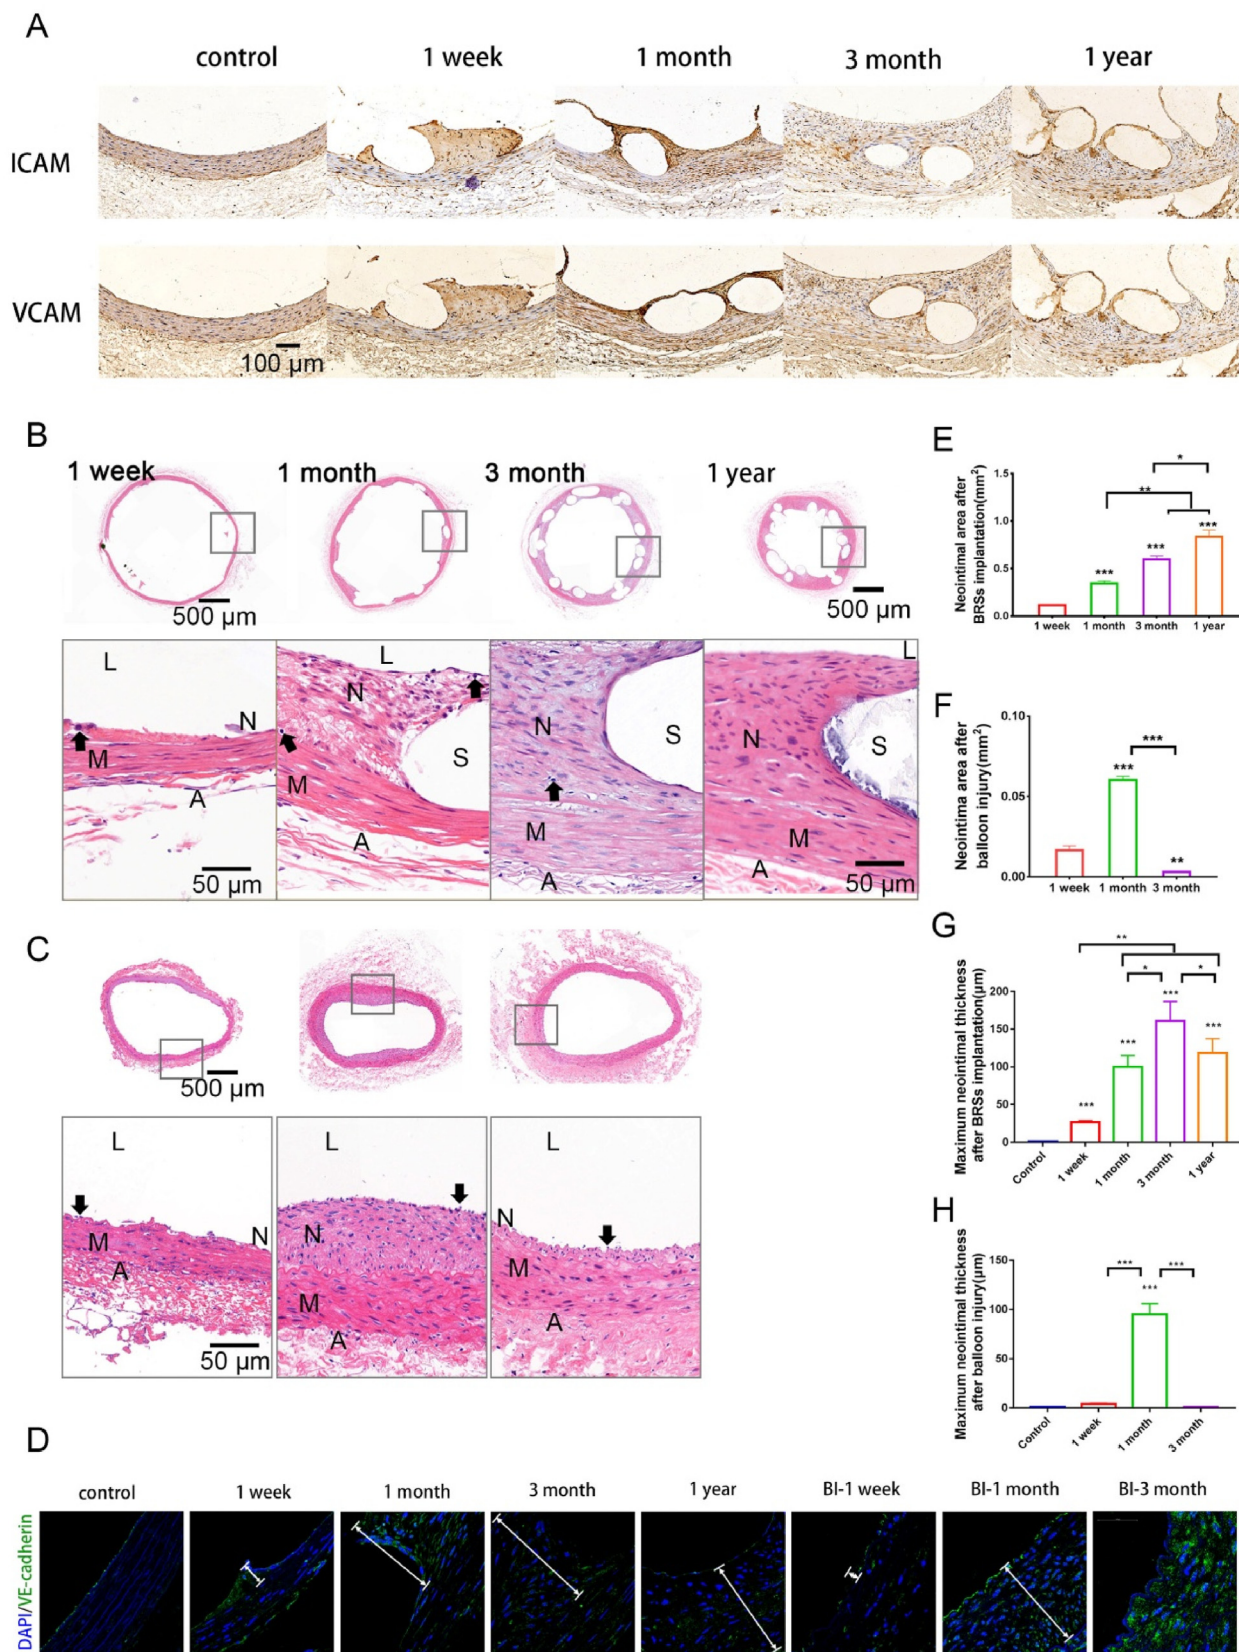 A
control 1 week 1 month 3 month 1 year
ICAM
VCAM
100 µm
B
1 week 1 month 3 month 1 year
500 µm 500 µm
L L L
N N N N
M M S M S M S
A A A A
50 µm 50 µm
C
500 µm
L L L
N N N
M M M
A A A
50 µm
D
control 1 week 1 month 3 month 1 year BI-1 week BI-1 month BI-3 month
DAPI/VE-cadherin
E
Neointimal area after
BRSs implantation(mm²)
1.5
1.0
0.5
0.0
*
**
*** *** ***
1 week 1 month 3 month 1 year
F
Neointima area after
balloon injury(mm²)
0.10
0.05
0.00
***
***
**
1 week 1 month 3 month
G
Maximum neointimal thickness
after BRSs implantation(µm)
200
150
100
50
0
**
* *
*** *** *** ***
Control 1 week 1 month 3 month 1 year
H
Maximum neointimal thickness
after balloon injury(µm)
150
100
50
0
*** ***
***
Control 1 week 1 month 3 month